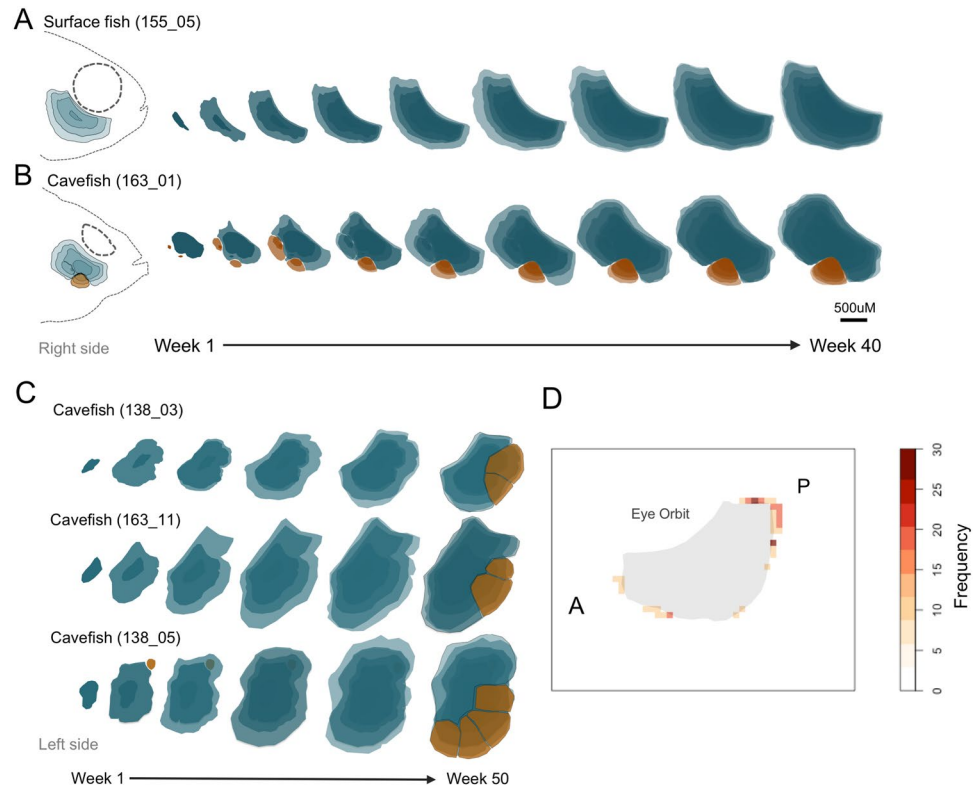 A
Surface fish (155_05)
B
Cavefish (163_01)
500uM
Right side
Week 1
Week 40
C
Cavefish (138_03)
Cavefish (163_11)
Cavefish (138_05)
Left side
Week 1
Week 50
D
P
Eye Orbit
A
30
25
20
15
10
5
0
Frequency